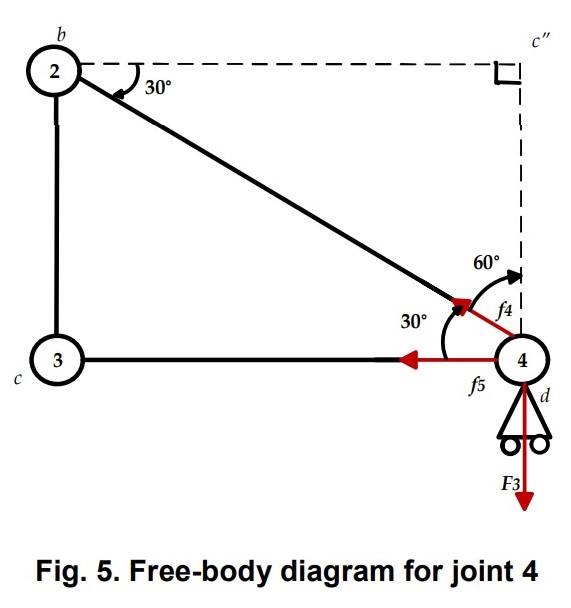 b
c″
2
30°
60°
30°
f4
3
4
c
f5
d
F3
Fig. 5. Free-body diagram for joint 4